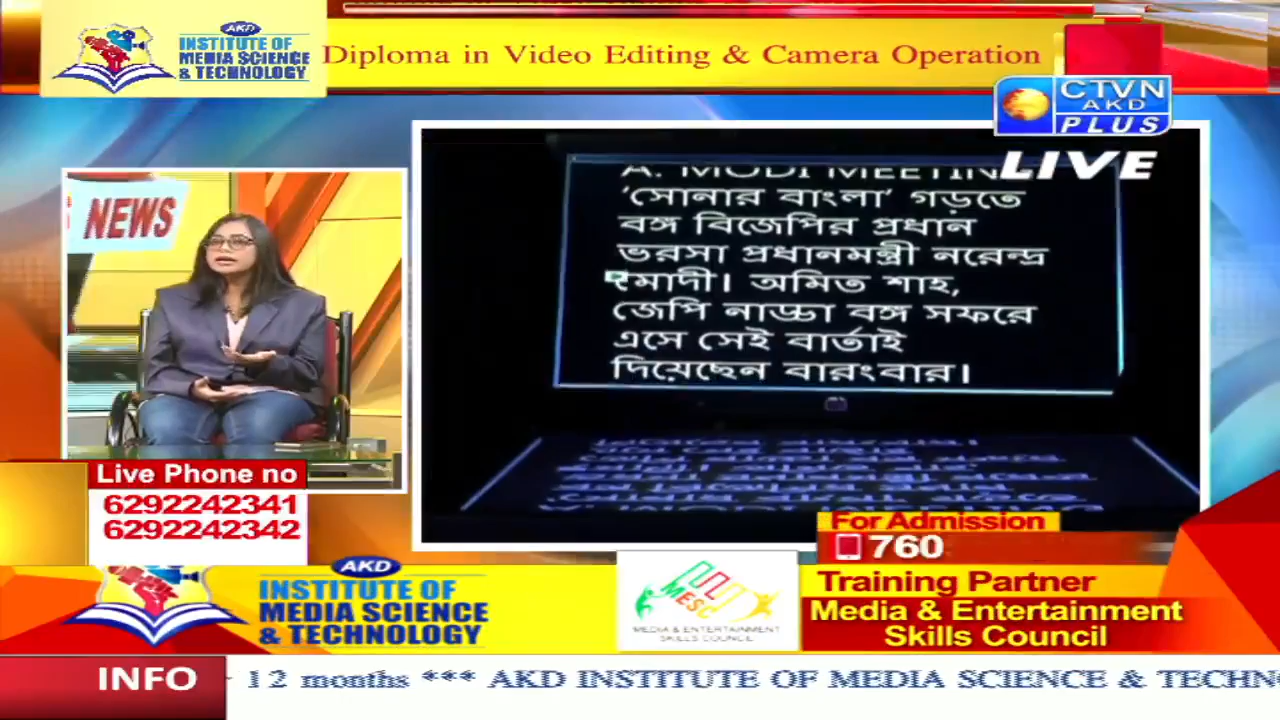 AKD
INSTITUTE OF
MEDIA SCIENCE
& TECHNOLOGY
Diploma in Video Editing & Camera Operation
CTVN
AKD
PLUS
LIVE
NEWS
A. MODI MEETIN
‘সোনার বাংলা’ গড়তে
বঙ্গ বিজেপির প্রধান
ভরসা প্রধানমন্ত্রী নরেন্দ্র
মোদী। অমিত শাহ,
জেপি নাড্ডা বঙ্গ সফরে
এসে সেই বার্তাই
দিয়েছেন বারংবার।
Live Phone no
6292242341
6292242342
For Admission
760
AKD
INSTITUTE OF
MEDIA SCIENCE
& TECHNOLOGY
MESC
MEDIA & ENTERTAINMENT
SKILLS COUNCIL
Training Partner
Media & Entertainment
Skills Council
INFO
12 months *** AKD INSTITUTE OF MEDIA SCIENCE & TECHNO